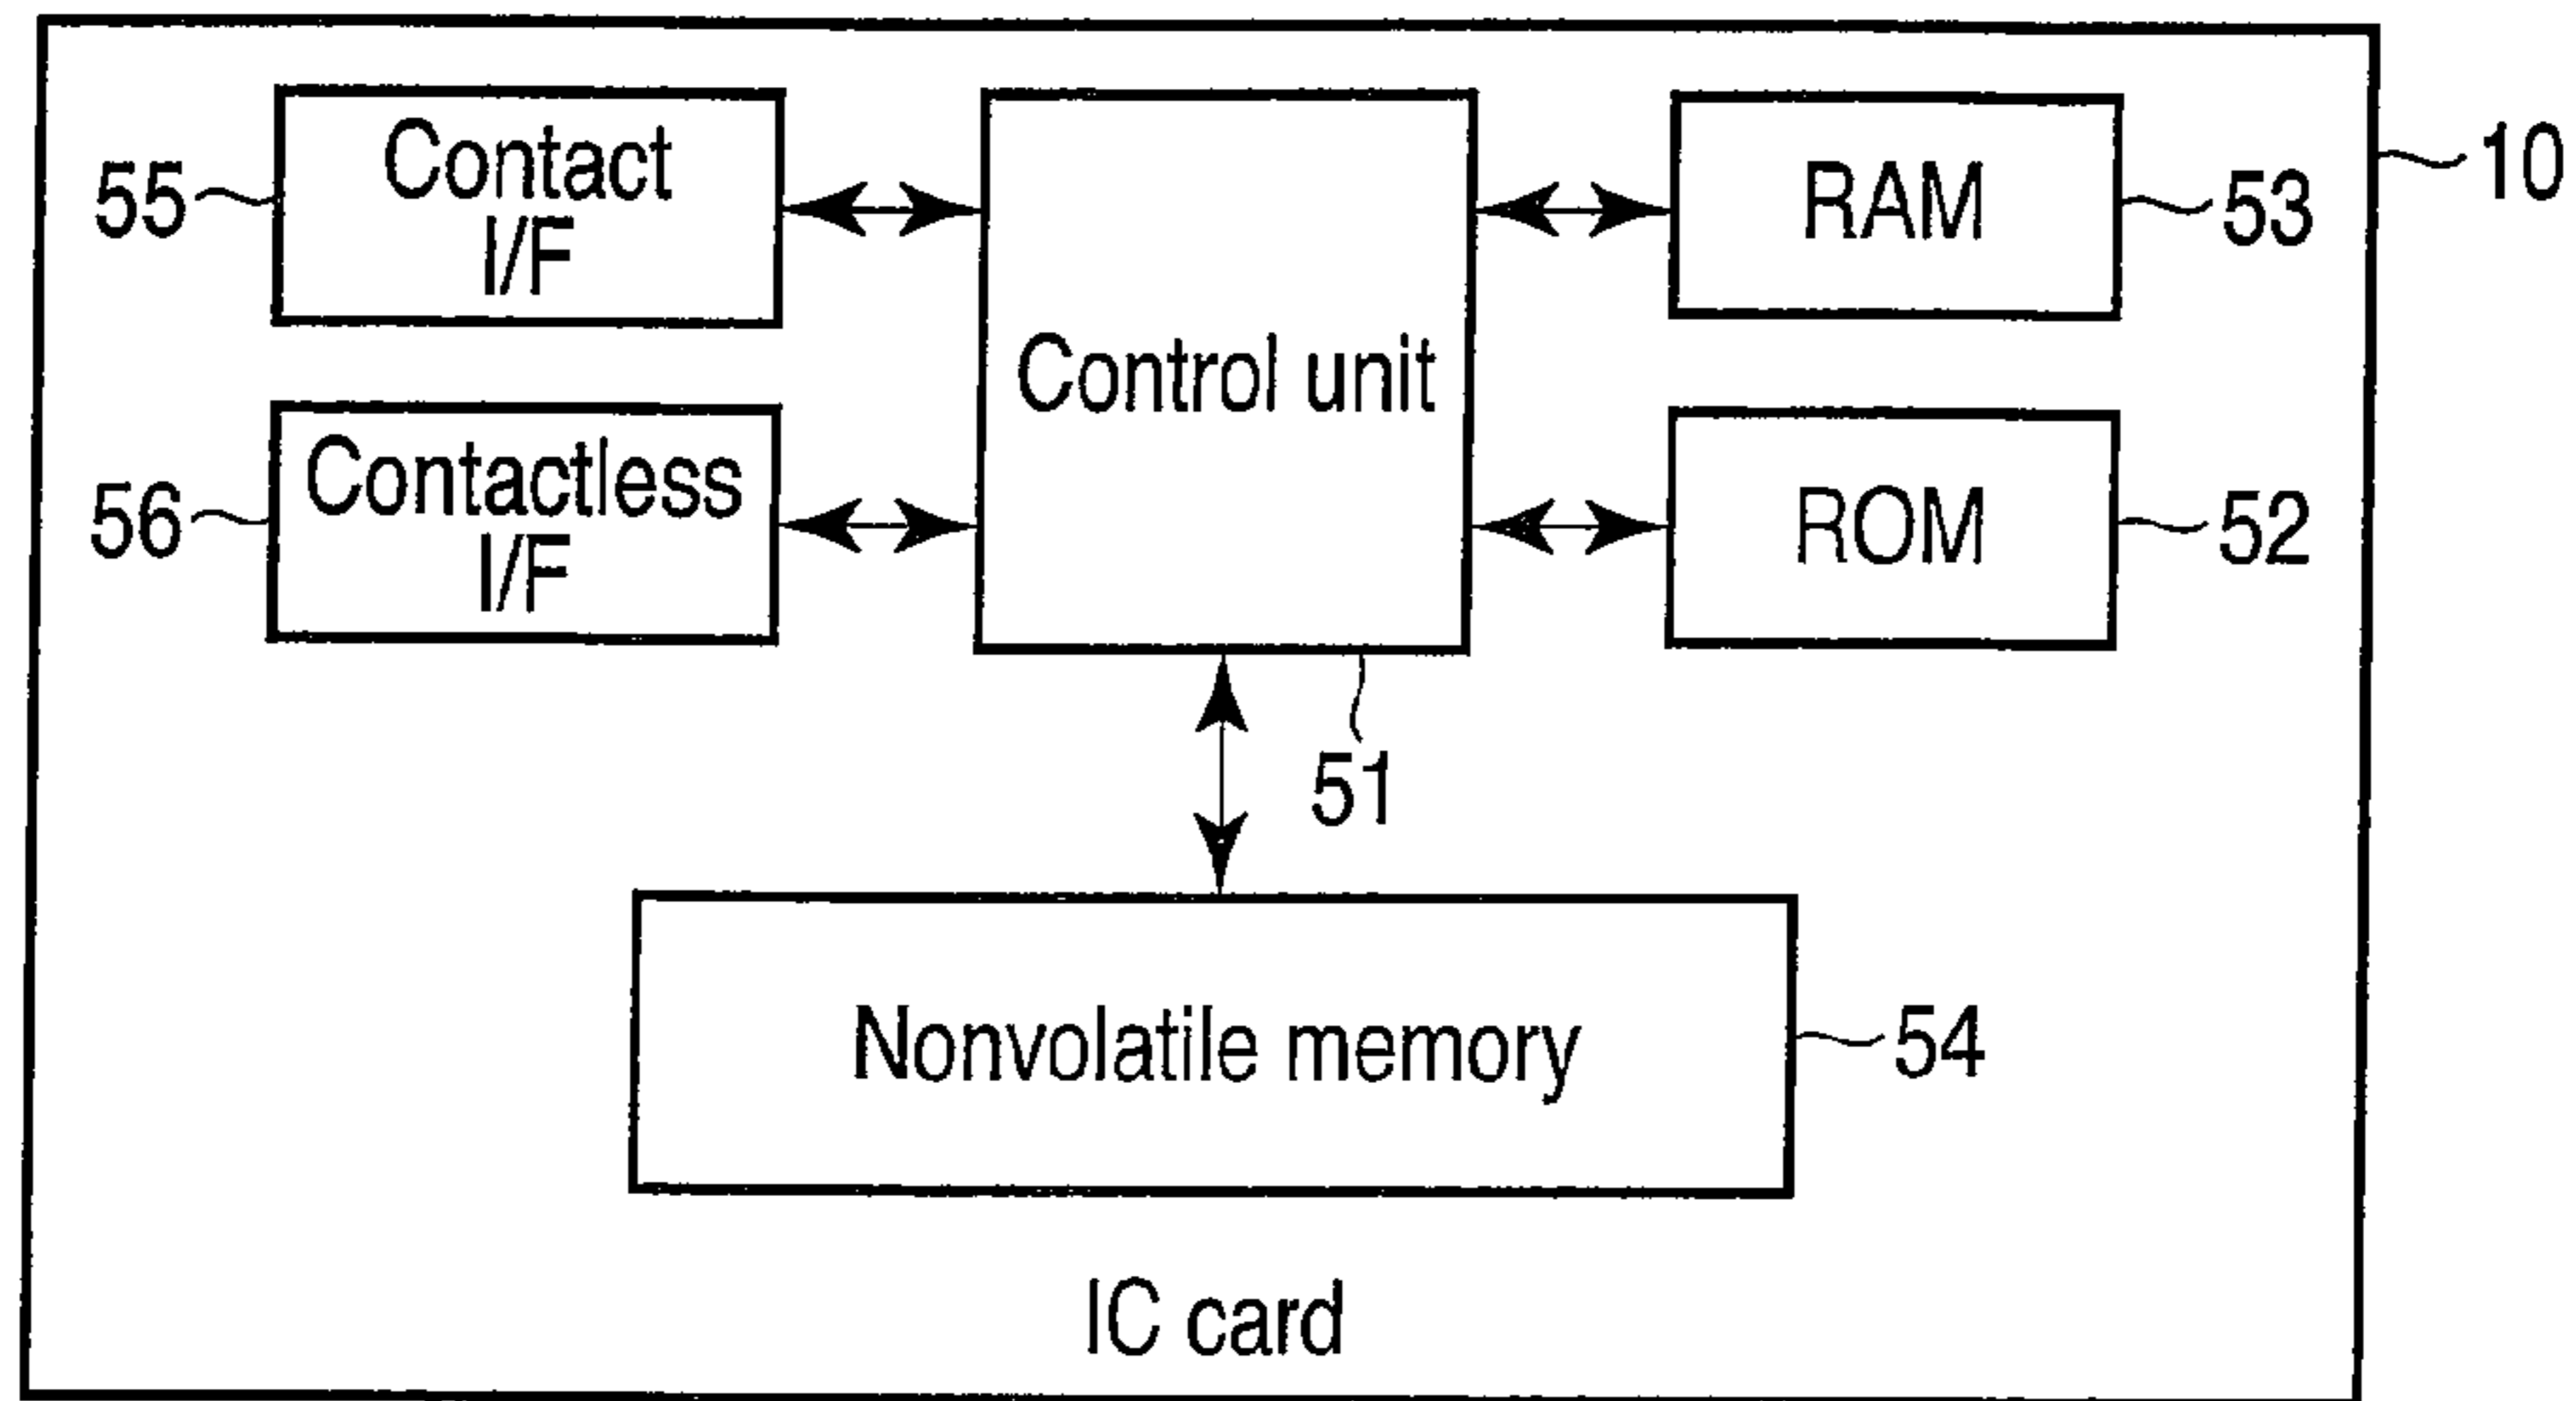 10
55
Contact
I/F
Control unit
RAM
53
56
Contactless
I/F
ROM
52
51
Nonvolatile memory
54
IC card